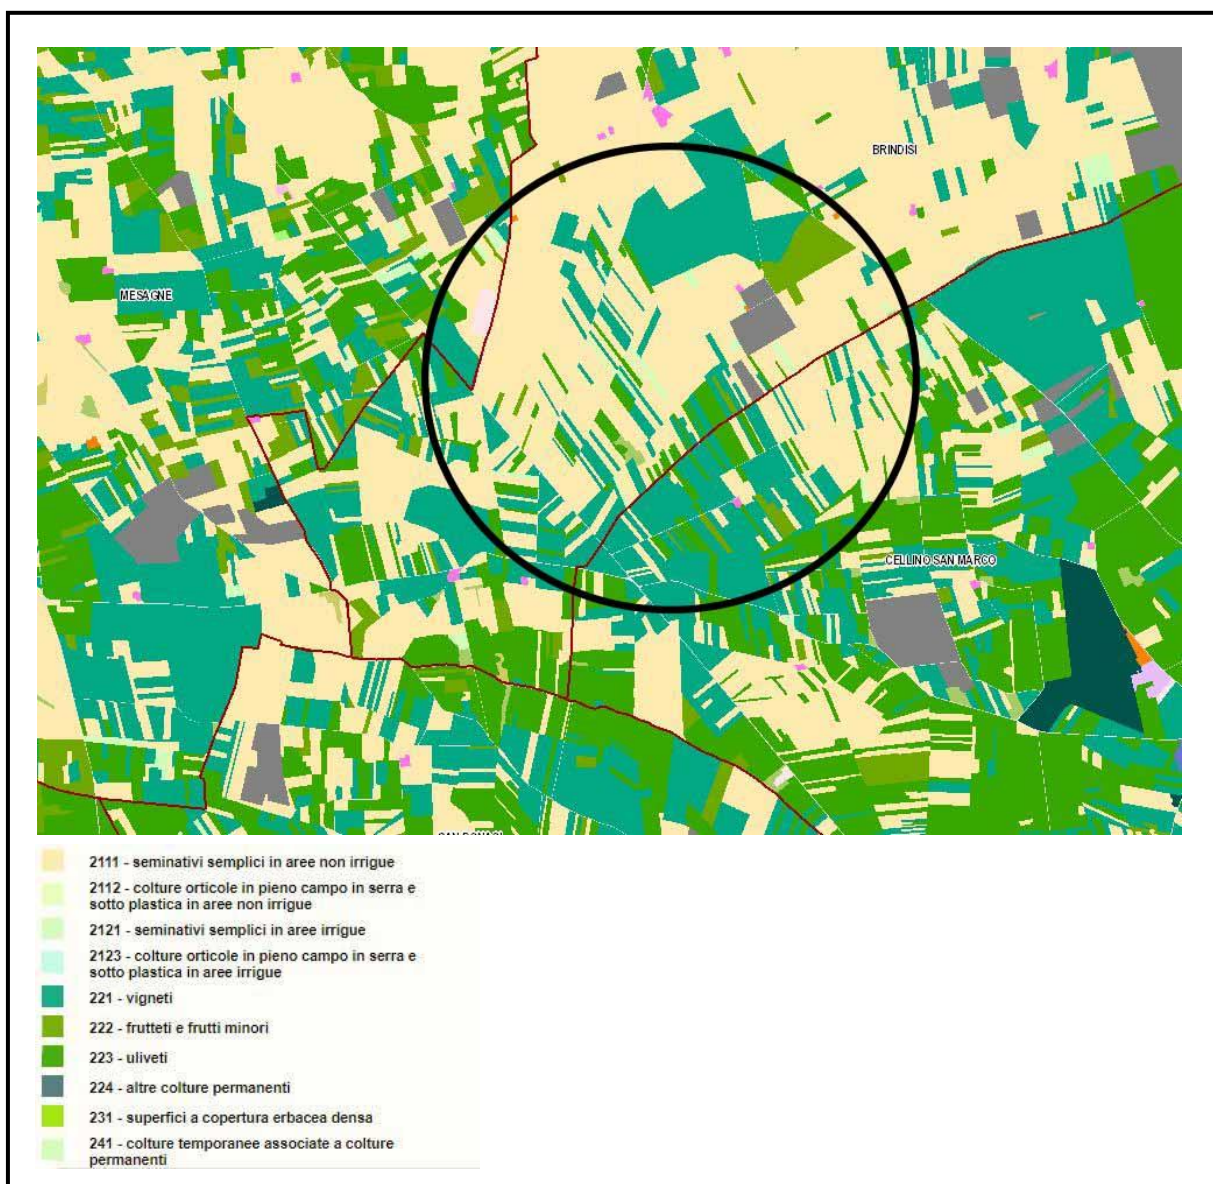 BRINDISI
MESAGNE
CELLINO SAN MARCO
2111 - seminativi semplici in aree non irrigue
2112 - colture orticole in pieno campo in serra e
sotto plastica in aree non irrigue
2121 - seminativi semplici in aree irrigue
2123 - colture orticole in pieno campo in serra e
sotto plastica in aree irrigue
221 - vigneti
222 - frutteti e frutti minori
223 - uliveti
224 - altre colture permanenti
231 - superfici a copertura erbacea densa
241 - colture temporanee associate a colture
permanenti